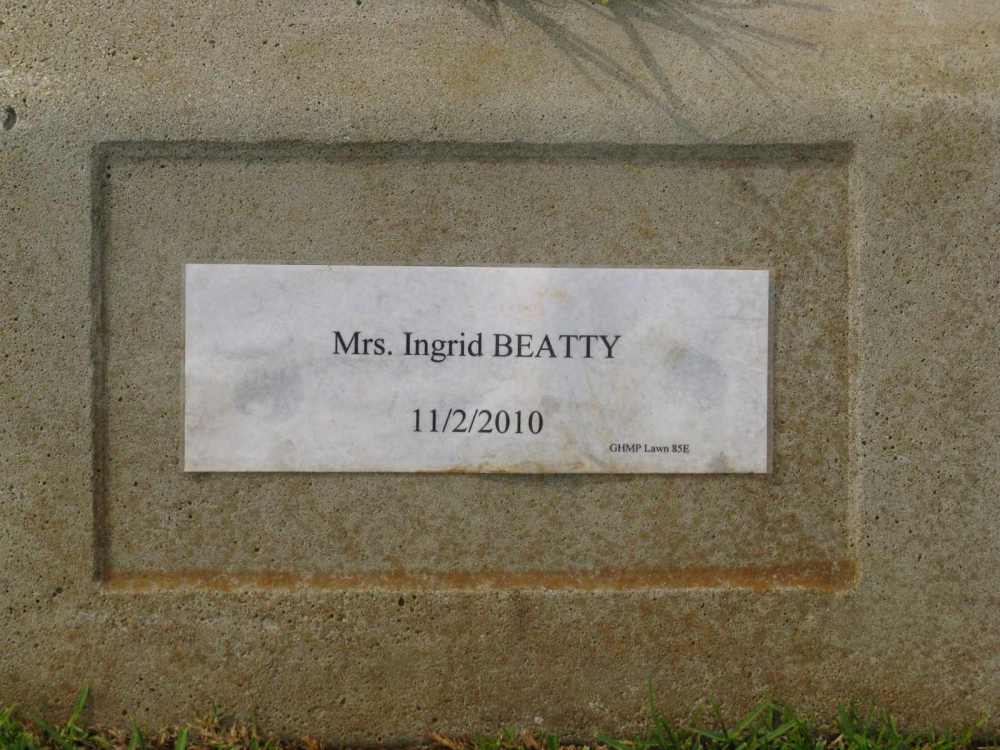 Mrs. Ingrid BEATTY
11/2/2010
GHMP Lawn 85E